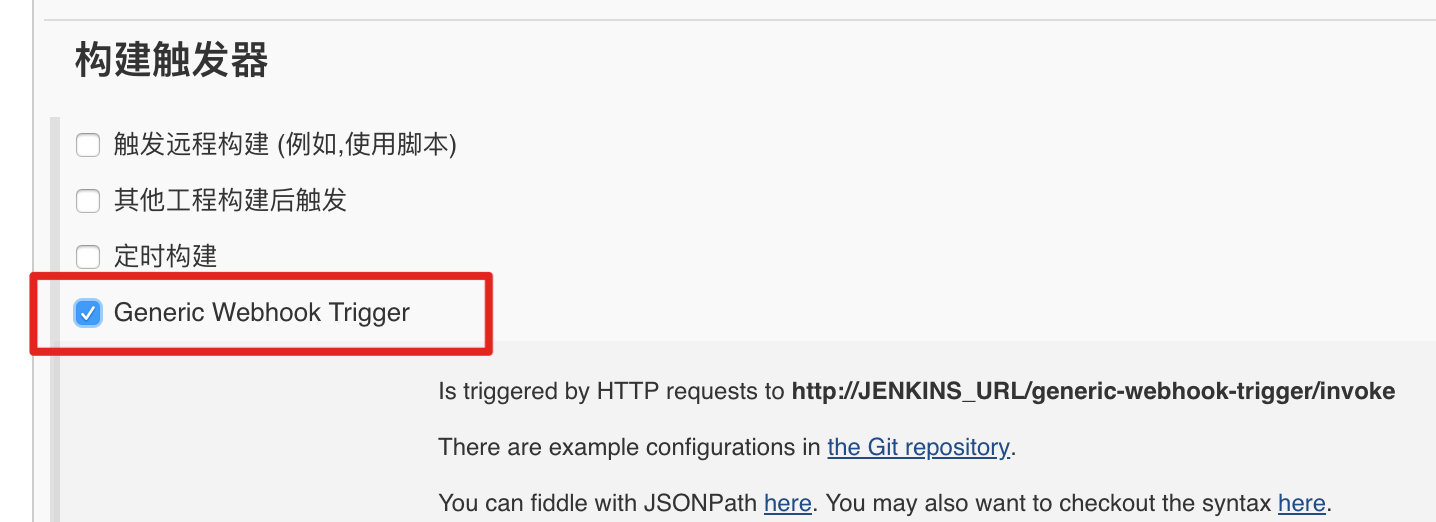 构建触发器
触发远程构建 (例如,使用脚本)
其他工程构建后触发
定时构建
Generic Webhook Trigger
Is triggered by HTTP requests to http://JENKINS_URL/generic-webhook-trigger/invoke
There are example configurations in the Git repository.
You can fiddle with JSONPath here. You may also want to checkout the syntax here.